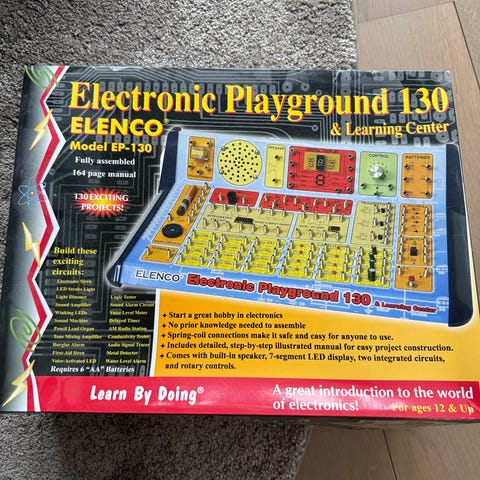 Electronic Playground 130
& Learning Center
ELENCO®
Model EP-130
Fully assembled
164 page manual
130 EXCITING
PROJECTS!
SPEAKER
DIGITAL DISPLAY
CONTROL
BATTERIES
ELENCO
Electronic Playground 130
& Learning Center
Build these
exciting
circuits:
Electronic Siren
LED Strobe Light
Light Dimmer
Sound Amplifier
Winking LEDs
Sound Machine
Pencil Lead Organ
Tone Mixing Amplifier
Burglar Alarm
First-Aid Siren
Voice-Activated LED
Logic Tester
Sound Alarm Circuit
Voice Level Meter
Delayed Timer
AM Radio Station
Conductivity Tester
Audio Signal Tracer
Metal Detector
Water Level Alarm
Requires 6 "AA" Batteries
• Start a great hobby in electronics
• No prior knowledge needed to assemble
• Spring-coil connections make it safe and easy for anyone to use.
• Includes detailed, step-by-step illustrated manual for easy project construction.
• Comes with built-in speaker, 7-segment LED display, two integrated circuits,
and rotary controls.
Learn By Doing®
A great introduction to the world
of electronics!
For ages 12 & Up